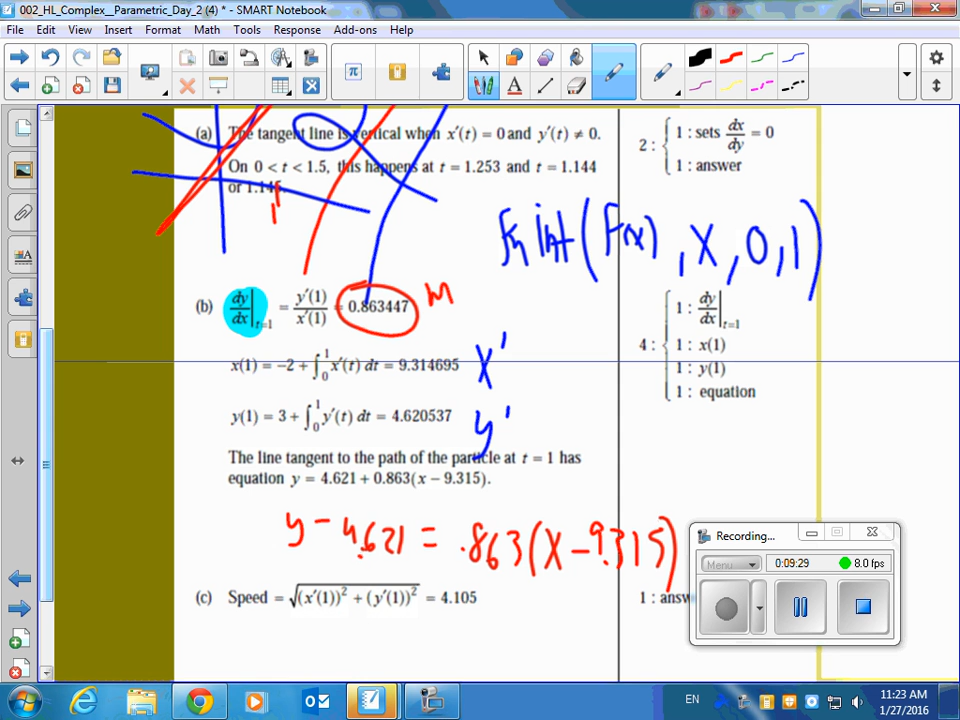 002_HL_Complex__Parametric_Day_2 (4) * - SMART Notebook
File Edit View Insert Format Math Tools Response Add-ons Help
(a) The tangent line is vertical when x′(t) = 0 and y′(t) ≠ 0.
On 0 < t < 1.5, this happens at t = 1.253 and t = 1.144
or 1.145.
2 : { 1 : sets dx/dy = 0
1 : answer
fn int (F(x), X, 0, 1)
(b) dy/dx|t=1 = y′(1)/x′(1) = 0.863447 m
x(1) = −2 + ∫₀¹ x′(t) dt = 9.314695 x'
y(1) = 3 + ∫₀¹ y′(t) dt = 4.620537 y'
4 : { 1 : dy/dx|t=1
1 : x(1)
1 : y(1)
1 : equation
The line tangent to the path of the particle at t = 1 has
equation y = 4.621 + 0.863(x − 9.315).
y - 4.621 = .863(x - 9.315)
(c) Speed = √(x′(1))² + (y′(1))² = 4.105
1 : answ
Recording...
Menu 0:09:29 8.0 fps
EN
11:23 AM
1/27/2016